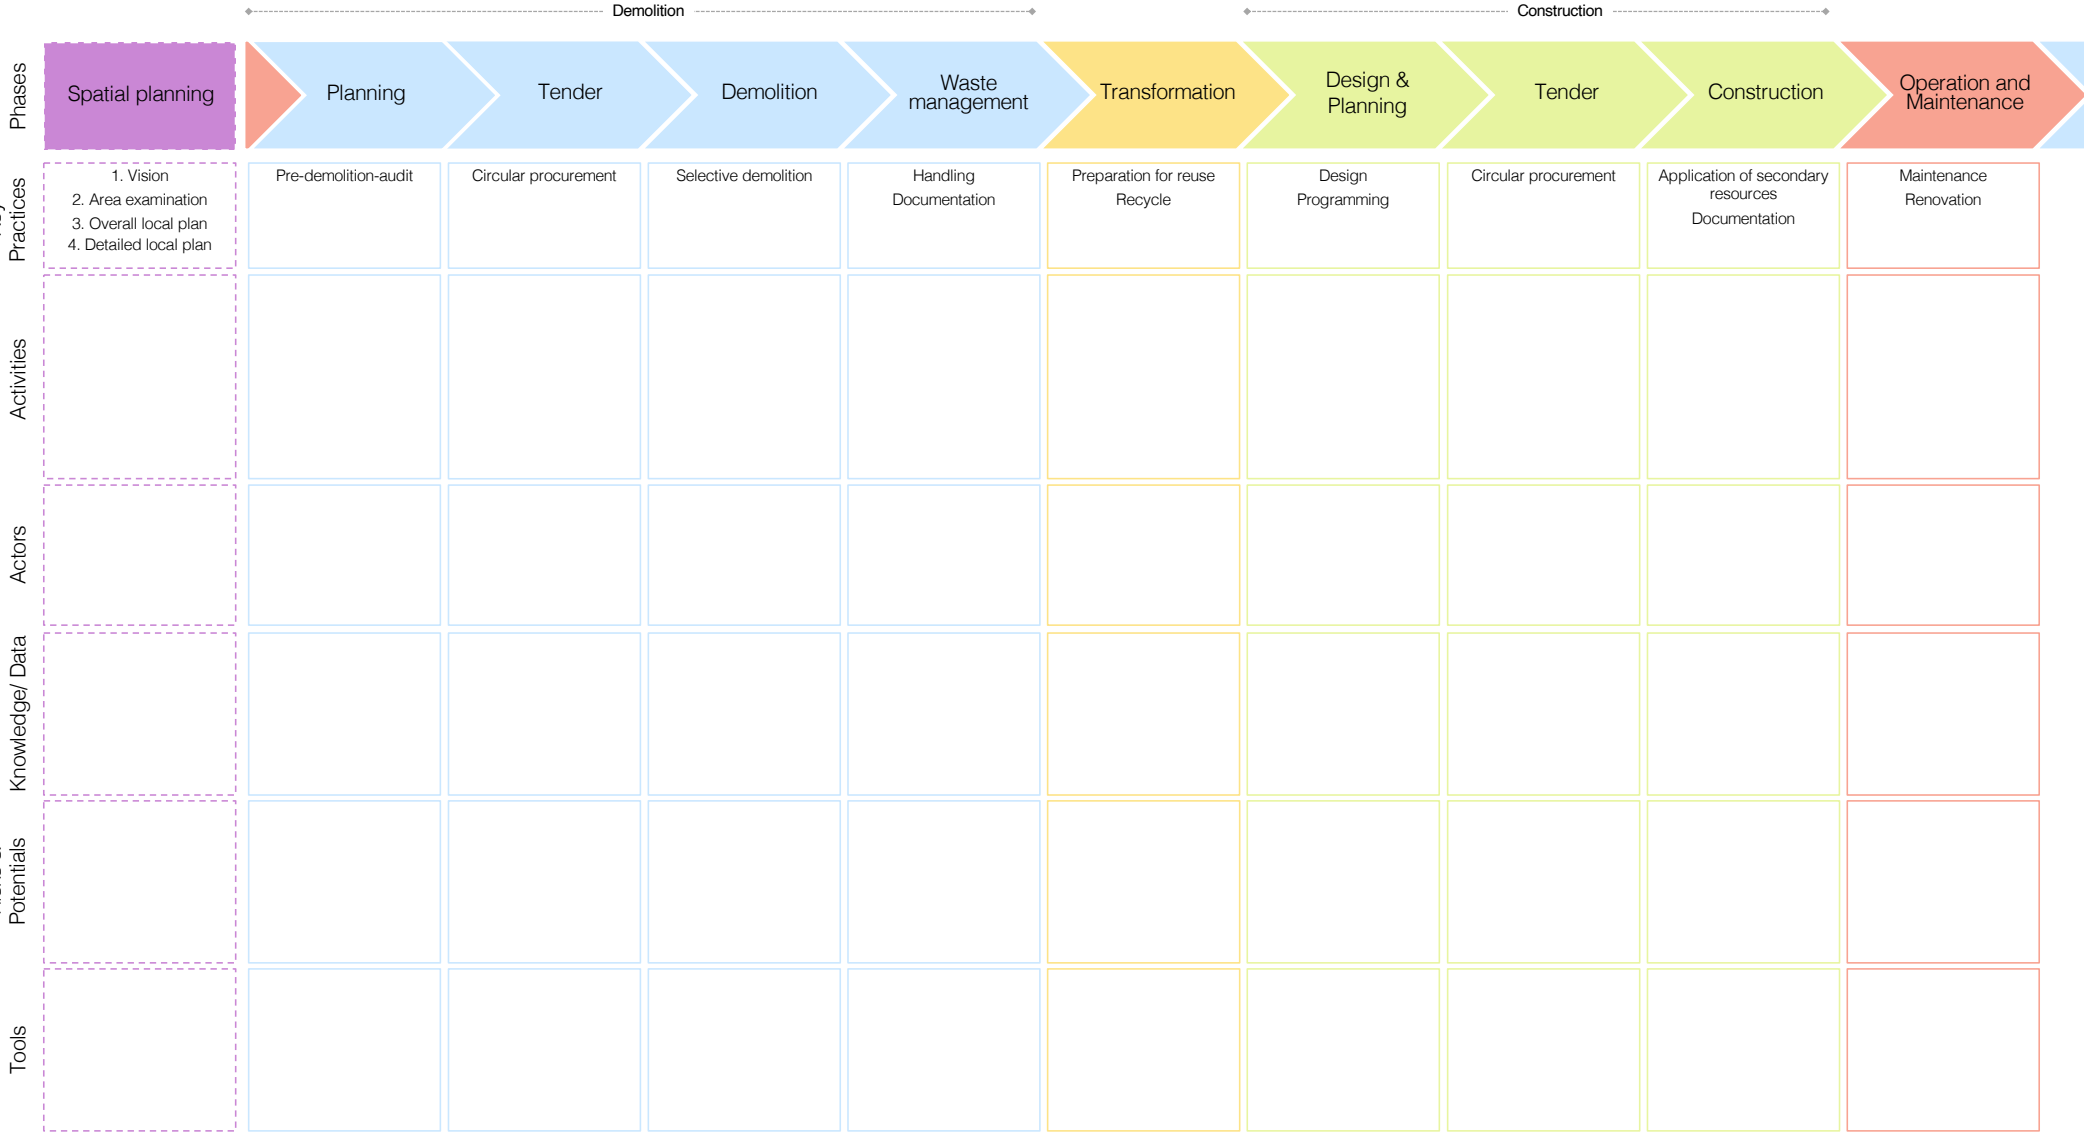 Demolition
Construction
Phases
Spatial planning
Planning
Tender
Demolition
Waste
management
Transformation
Design &
Planning
Tender
Construction
Operation and
Maintenance
Practices
1. Vision
2. Area examination
3. Overall local plan
4. Detailed local plan
Pre-demolition-audit
Circular procurement
Selective demolition
Handling
Documentation
Preparation for reuse
Recycle
Design
Programming
Circular procurement
Application of secondary
resources
Documentation
Maintenance
Renovation
Activities
Actors
Knowledge/ Data
Potentials
Tools